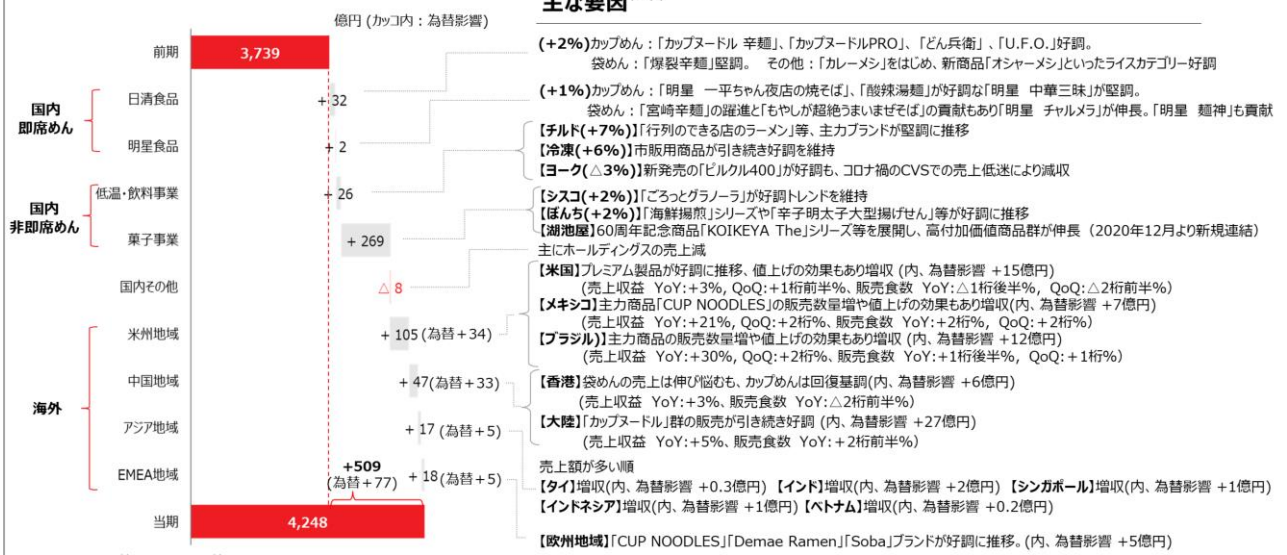 主な要因
億円 (カッコ内：為替影響)
前期
3,739
国内
即席めん
日清食品
+ 32
明星食品
+ 2
国内
非即席めん
低温・飲料事業
+ 26
菓子事業
+ 269
国内その他
△ 8
海外
米州地域
+ 105 (為替+34)
中国地域
+ 47(為替+33)
アジア地域
+ 17 (為替+5)
EMEA地域
+509
(為替+77)
+ 18(為替+5)
当期
4,248
(+2%)カップめん：「カップヌードル 辛麺」、「カップヌードルPRO」、「どん兵衛」、「U.F.O.」好調。
袋めん：「爆裂辛麺」堅調。 その他：「カレーメシ」をはじめ、新商品「オシャーメシ」といったライスカテゴリー好調
(+1%)カップめん：「明星 一平ちゃん夜店の焼そば」、「酸辣湯麺」が好調な「明星 中華三昧」が堅調。
袋めん：「宮崎辛麺」の躍進と「もやしが超絶うまいまぜそば」の貢献もあり「明星 チャルメラ」が伸長。「明星 麺神」も貢献
【チルド(+7%)】「行列のできる店のラーメン」等、主力ブランドが堅調に推移
【冷凍(+6%)】市販用商品が引き続き好調を維持
【ヨーク(△3%)】新発売の「ピルクル400」が好調も、コロナ禍のCVSでの売上低迷により減収
【シスコ(+2%)】「ごろっとグラノーラ」が好調トレンドを維持
【ぼんち(+2%)】「海鮮揚煎」シリーズや「辛子明太子大型揚げせん」等が好調に推移
【湖池屋】60周年記念商品「KOIKEYA The」シリーズ等を展開し、高付加価値商品群が伸長 （2020年12月より新規連結）
主にホールディングスの売上減
【米国】プレミアム製品が好調に推移、値上げの効果もあり増収 (内、為替影響 +15億円)
(売上収益 YoY:+3%, QoQ:+1桁前半%、販売食数 YoY:△1桁後半%, QoQ:△2桁前半%)
【メキシコ】主力商品「CUP NOODLES」の販売数量増や値上げの効果もあり増収(内、為替影響 +7億円)
(売上収益 YoY:+21%, QoQ:+2桁%、販売食数 YoY:+2桁%, QoQ:+2桁%)
【ブラジル)】主力商品の販売数量増や値上げの効果もあり増収 (内、為替影響 +12億円)
(売上収益 YoY:+30%, QoQ:+2桁%、販売食数 YoY:+1桁後半%, QoQ:+1桁%)
【香港】袋めんの売上は伸び悩むも、カップめんは回復基調(内、為替影響 +6億円)
(売上収益 YoY:+3%、販売食数 YoY:△2桁前半%)
【大陸】「カップヌードル」群の販売が引き続き好調 (内、為替影響 +27億円)
(売上収益 YoY:+5%、販売食数 YoY:+2桁前半%)
売上額が多い順
【タイ】増収(内、為替影響 +0.3億円) 【インド】増収(内、為替影響 +2億円) 【シンガポール】増収(内、為替影響 +1億円)
【インドネシア】増収(内、為替影響 +1億円) 【ベトナム】増収(内、為替影響 +0.2億円)
【欧州地域】「CUP NOODLES」「Demae Ramen」「Soba」ブランドが好調に推移。(内、為替影響 +5億円)